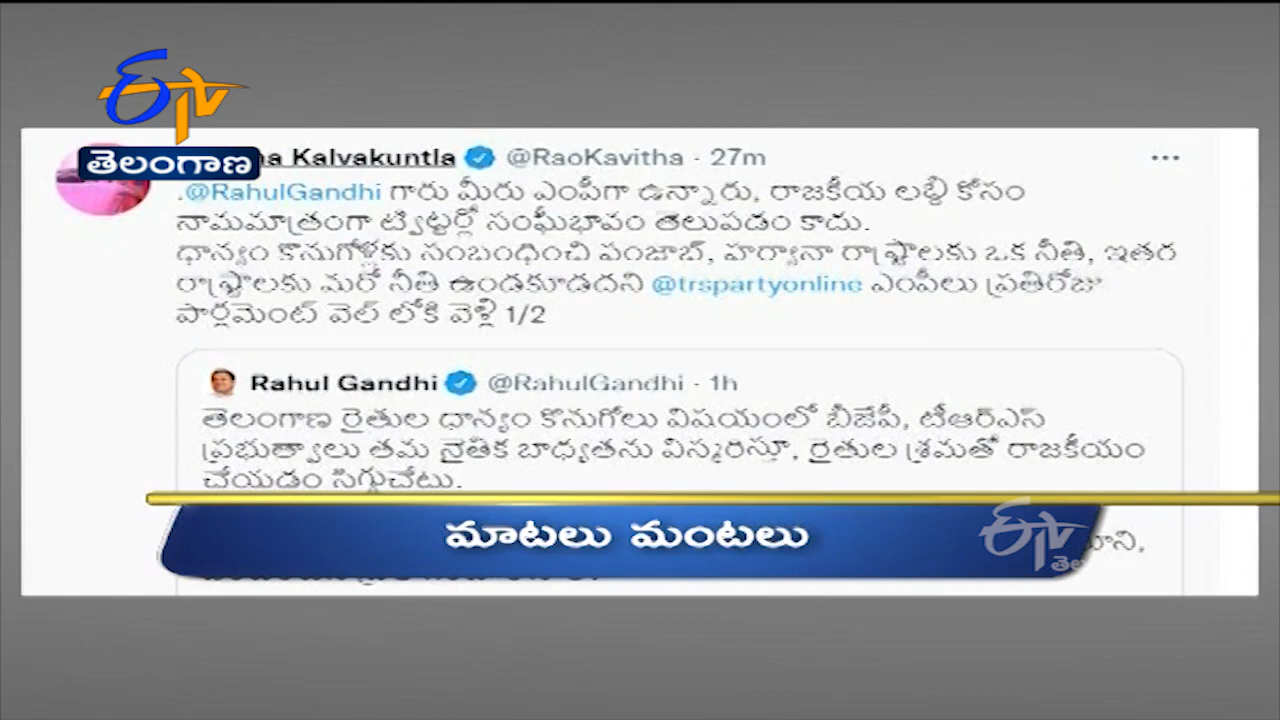 ETV
తెలంగాణ
na Kalvakuntla @RaoKavitha · 27m
.@RahulGandhi గారు మీరు ఎంపీగా ఉన్నారు, రాజకీయ లబ్ధి కోసం
నామమాత్రంగా ట్విట్టర్లో సంఘీభావం తెలుపడం కాదు.
ధాన్యం కొనుగోళ్లకు సంబంధించి పంజాబ్, హర్యానా రాష్ట్రాలకు ఒక నీతి, ఇతర
రాష్ట్రాలకు మరో నీతి ఉండకూడదని @trspartyonline ఎంపీలు ప్రతిరోజు
పార్లమెంట్ వెల్ లోకి వెళ్లి 1/2
Rahul Gandhi @RahulGandhi · 1h
తెలంగాణ రైతుల ధాన్యం కొనుగోలు విషయంలో బీజేపీ, టీఆర్ఎస్
ప్రభుత్వాలు తమ నైతిక బాధ్యతను విస్మరిస్తూ, రైతుల శ్రమతో రాజకీయం
చేయడం సిగ్గుచేటు.
మాటలు మంటలు
ETV